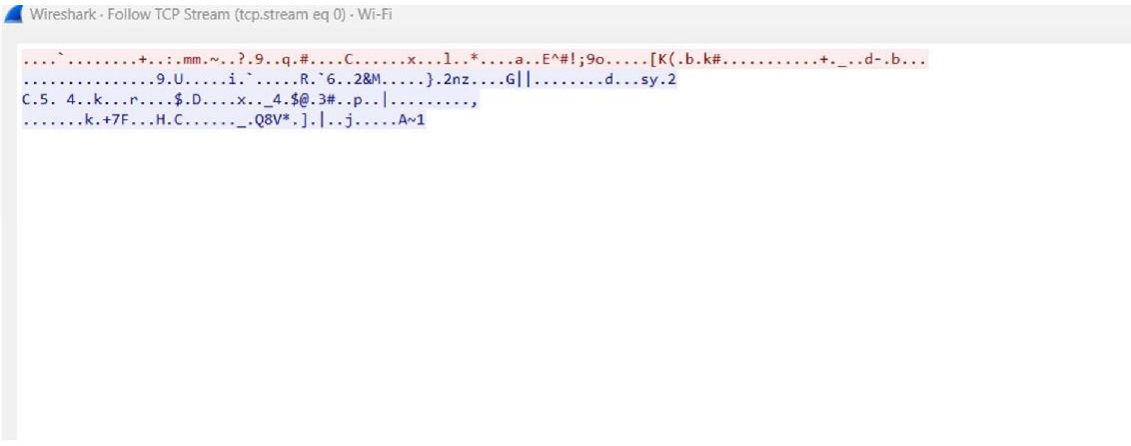 Wireshark · Follow TCP Stream (tcp.stream eq 0) · Wi-Fi
....`........+..:.mm.~..?.9..q.#....C......x...l..*....a..E^#!;9o.....[K(.b.k#...........+._..d-.b...
...............9.U.....i.`.....R.`6..2&M.....}.2nz....G||........d...sy.2
C.5. 4..k...r....$.D....x.._4.$@.3#..p..|.........,
.......k.+7F...H.C......_.Q8V*.].|..j.....A~1